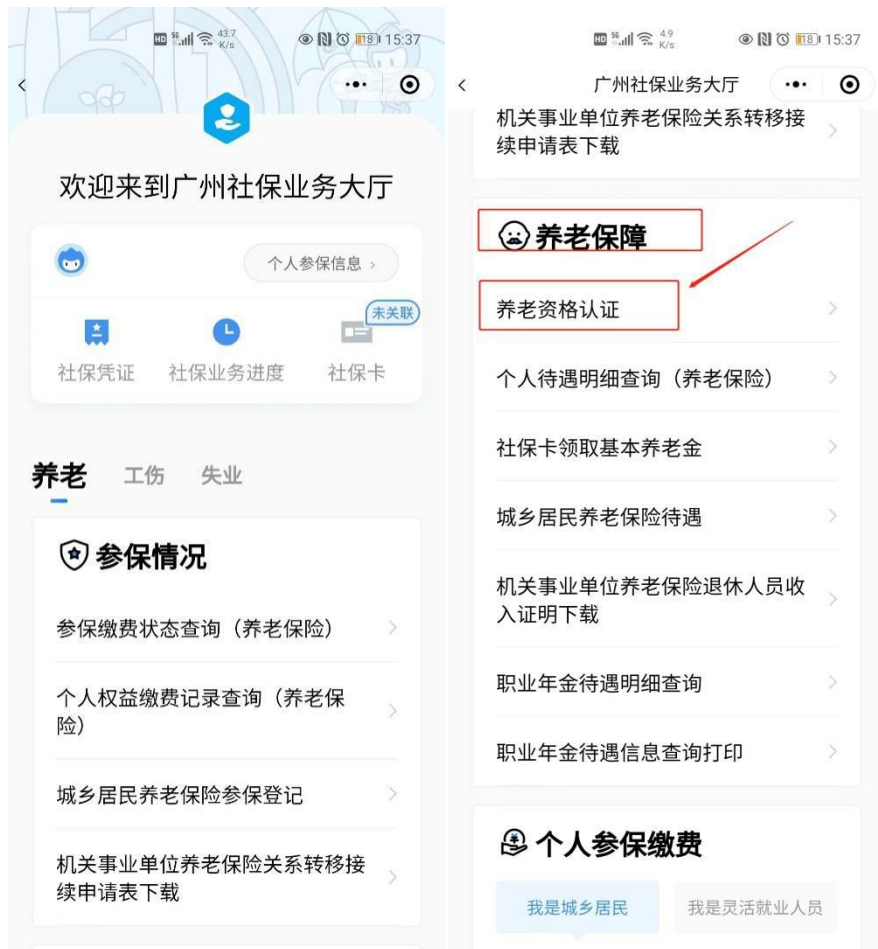 HD 5G 43.7 K/s 18 15:37
欢迎来到广州社保业务大厅
个人参保信息
未关联
社保凭证 社保业务进度 社保卡
养老 工伤 失业
参保情况
参保缴费状态查询（养老保险）
个人权益缴费记录查询（养老保
险）
城乡居民养老保险参保登记
机关事业单位养老保险关系转移接
续申请表下载
HD 5G 4.9 K/s 18 15:37
广州社保业务大厅
机关事业单位养老保险关系转移接
续申请表下载
养老保障
养老资格认证
个人待遇明细查询（养老保险）
社保卡领取基本养老金
城乡居民养老保险待遇
机关事业单位养老保险退休人员收
入证明下载
职业年金待遇明细查询
职业年金待遇信息查询打印
个人参保缴费
我是城乡居民 我是灵活就业人员